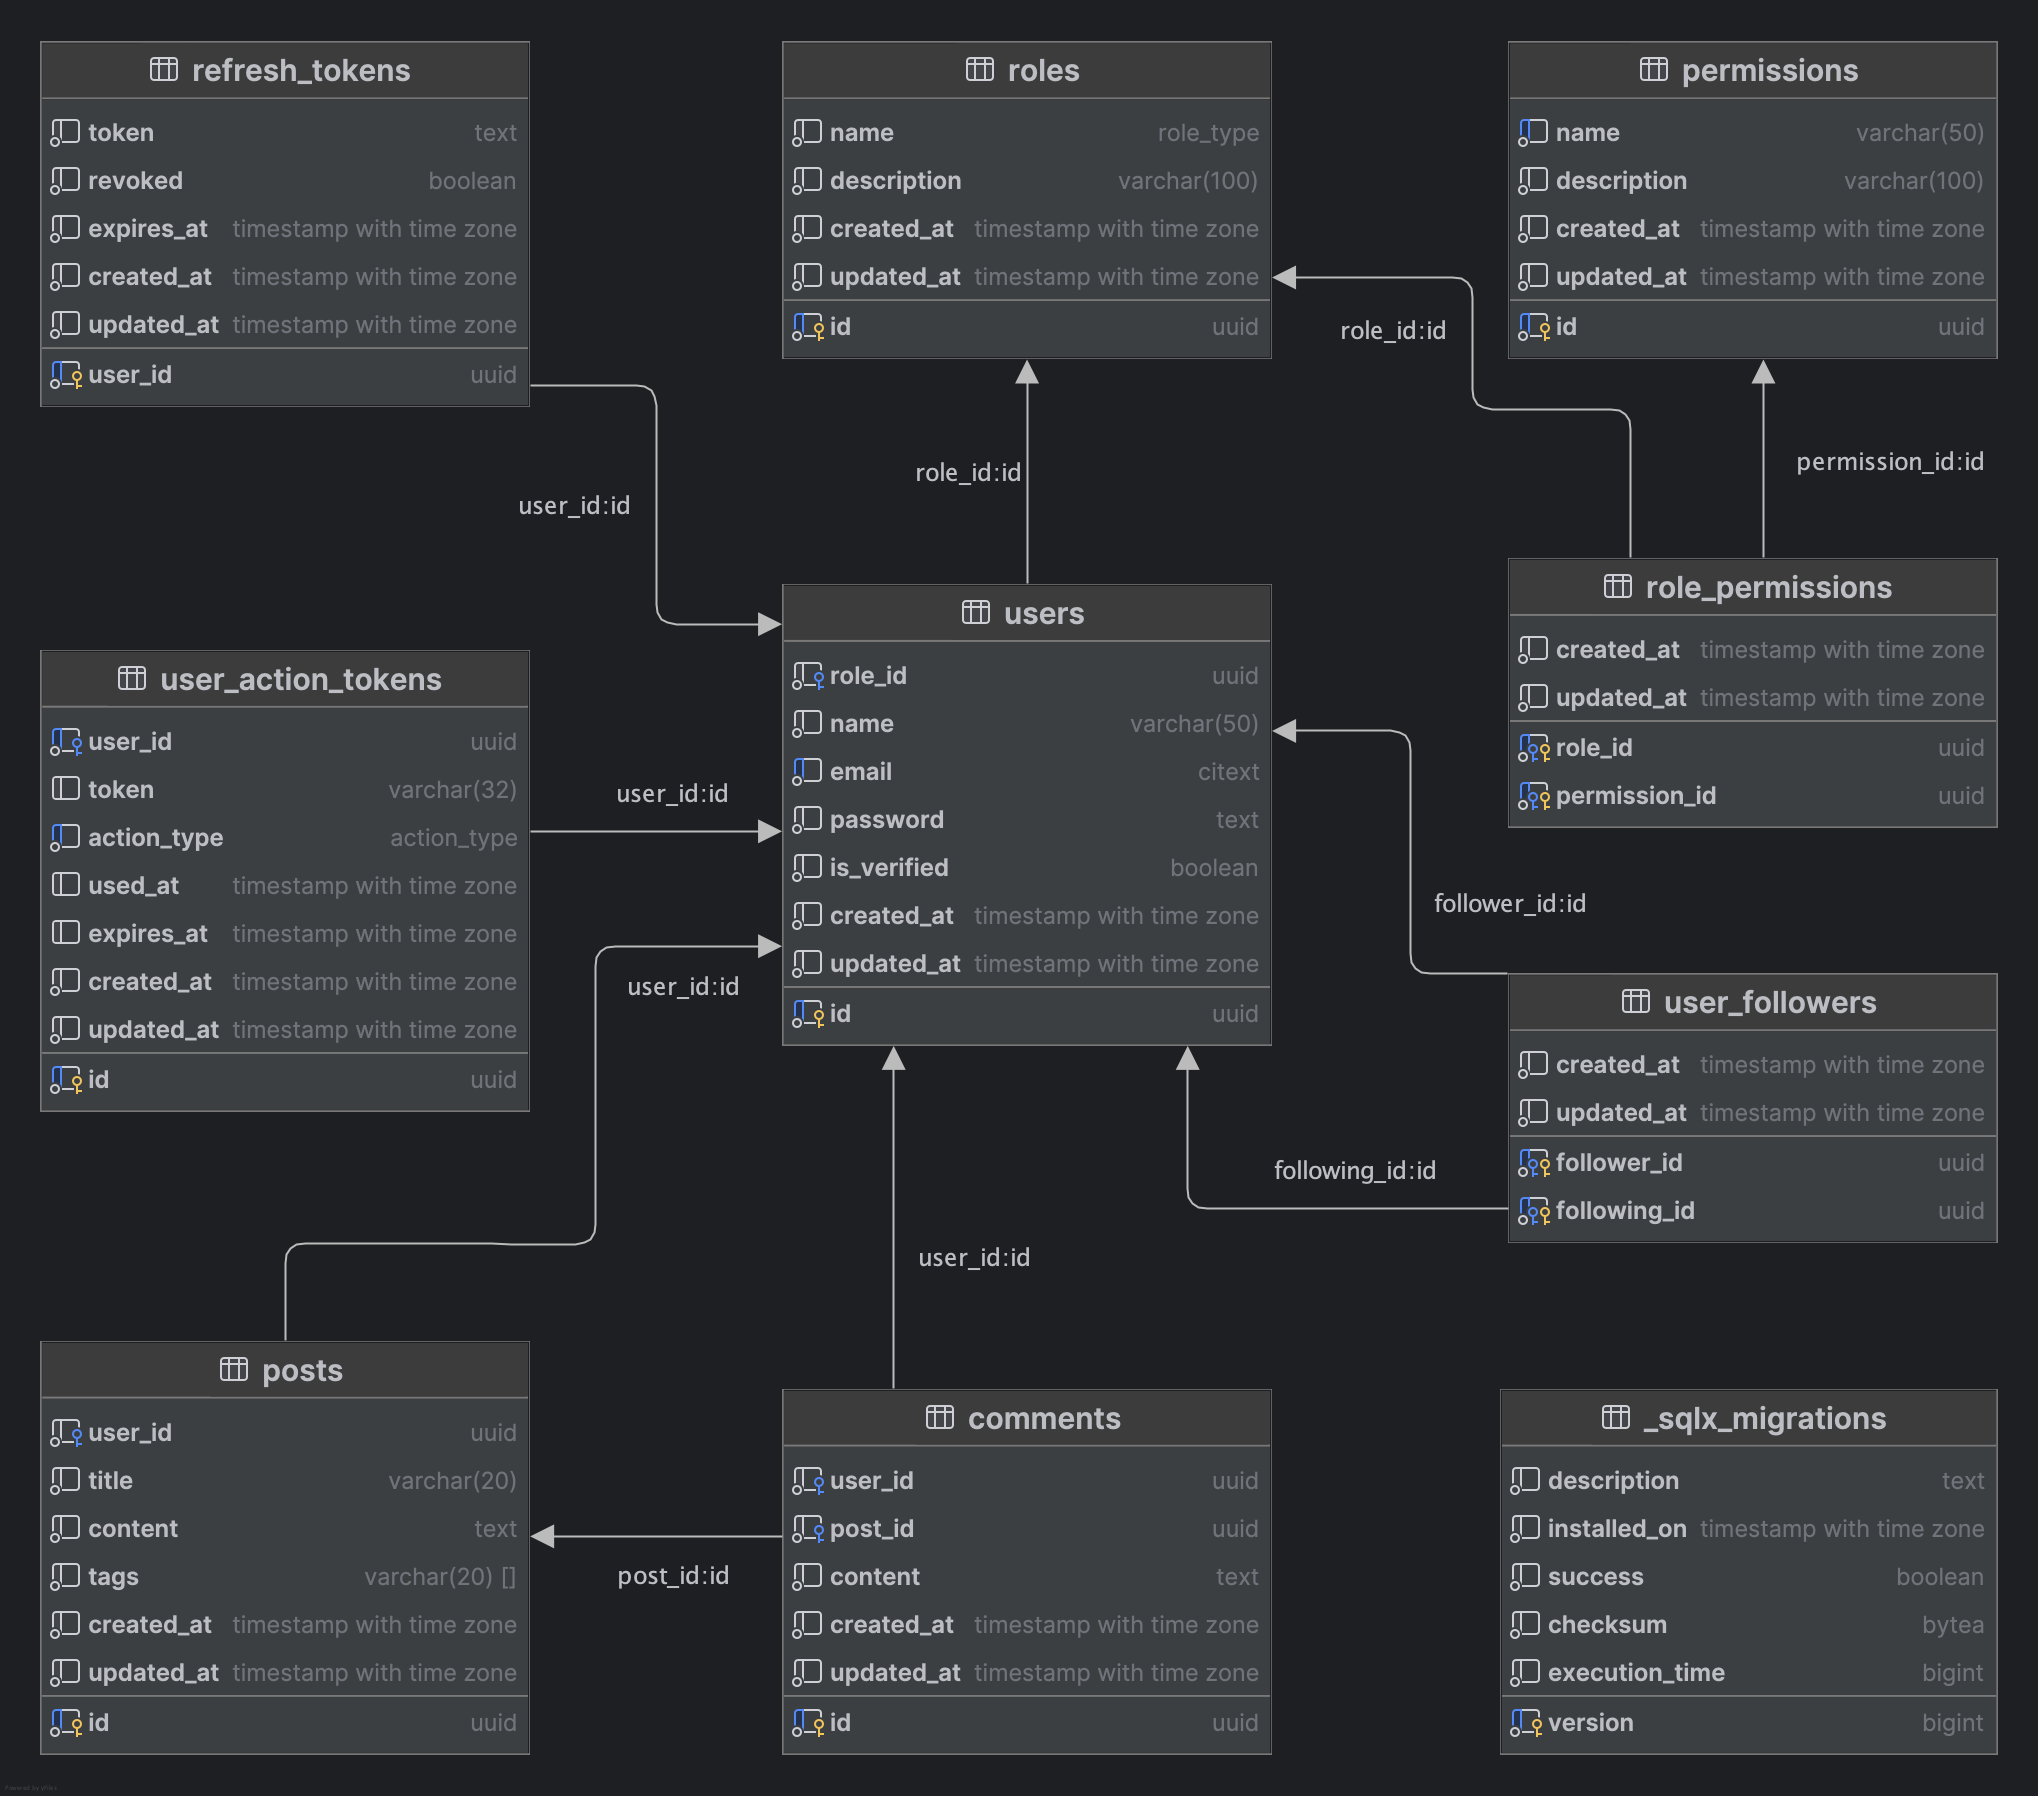 refresh_tokens
token text
revoked boolean
expires_at timestamp with time zone
created_at timestamp with time zone
updated_at timestamp with time zone
user_id uuid
roles
name role_type
description varchar(100)
created_at timestamp with time zone
updated_at timestamp with time zone
id uuid
permissions
name varchar(50)
description varchar(100)
created_at timestamp with time zone
updated_at timestamp with time zone
id uuid
role_id:id
role_id:id
permission_id:id
user_id:id
users
role_id uuid
name varchar(50)
email citext
password text
is_verified boolean
created_at timestamp with time zone
updated_at timestamp with time zone
id uuid
role_permissions
created_at timestamp with time zone
updated_at timestamp with time zone
role_id uuid
permission_id uuid
user_action_tokens
user_id uuid
token varchar(32)
action_type action_type
used_at timestamp with time zone
expires_at timestamp with time zone
created_at timestamp with time zone
updated_at timestamp with time zone
id uuid
user_id:id
user_id:id
follower_id:id
user_followers
created_at timestamp with time zone
updated_at timestamp with time zone
follower_id uuid
following_id uuid
following_id:id
user_id:id
posts
user_id uuid
title varchar(20)
content text
tags varchar(20) []
created_at timestamp with time zone
updated_at timestamp with time zone
id uuid
post_id:id
comments
user_id uuid
post_id uuid
content text
created_at timestamp with time zone
updated_at timestamp with time zone
id uuid
_sqlx_migrations
description text
installed_on timestamp with time zone
success boolean
checksum bytea
execution_time bigint
version bigint
Powered by yFiles